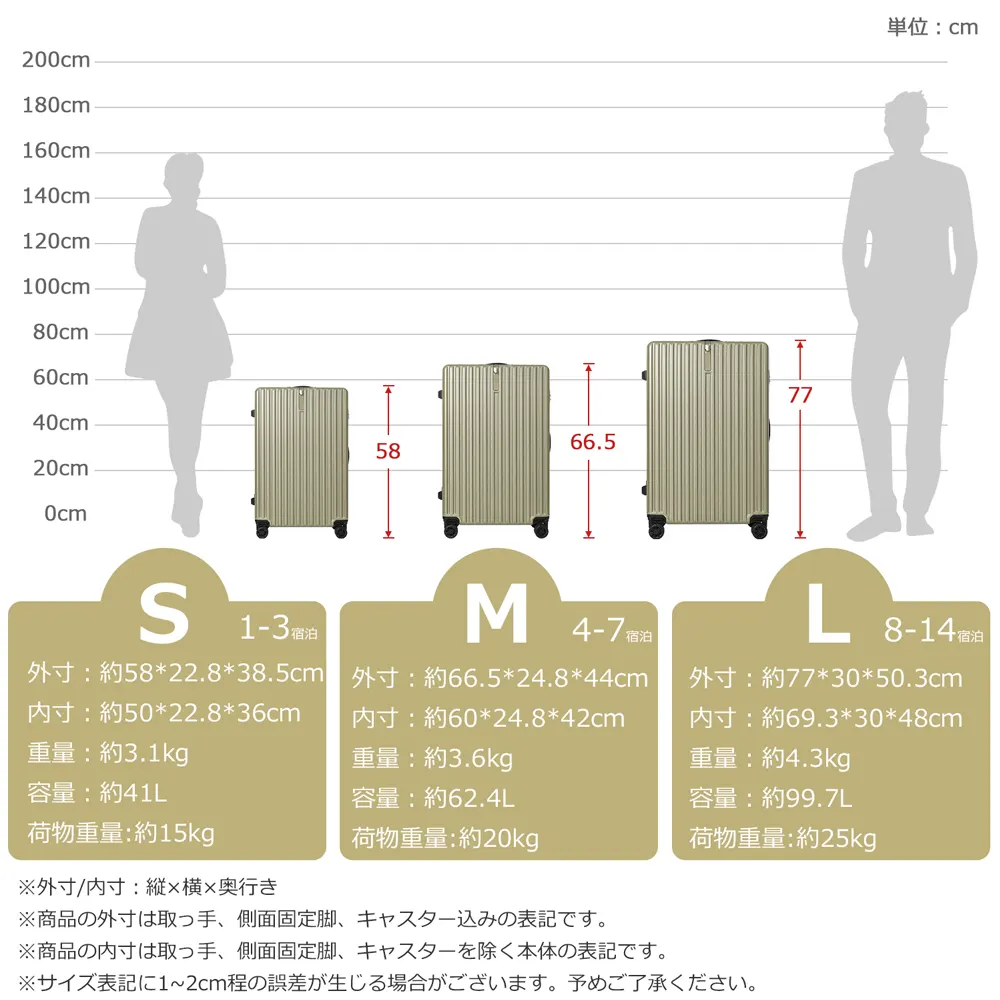 単位：cm
200cm
180cm
160cm
140cm
120cm
100cm
80cm
60cm
40cm
20cm
0cm
58
66.5
77
S
1-3宿泊
外寸：約58*22.8*38.5cm
内寸：約50*22.8*36cm
重量：約3.1kg
容量：約41L
荷物重量:約15kg
M
4-7宿泊
外寸：約66.5*24.8*44cm
内寸：約60*24.8*42cm
重量：約3.6kg
容量：約62.4L
荷物重量:約20kg
L
8-14宿泊
外寸：約77*30*50.3cm
内寸：約69.3*30*48cm
重量：約4.3kg
容量：約99.7L
荷物重量:約25kg
※外寸/内寸：縦×横×奥行き
※商品の外寸は取っ手、側面固定脚、キャスター込みの表記です。
※商品の内寸は取っ手、側面固定脚、キャスターを除く本体の表記です。
※サイズ表記に1~2cm程の誤差が生じる場合がございます。予めご了承ください。